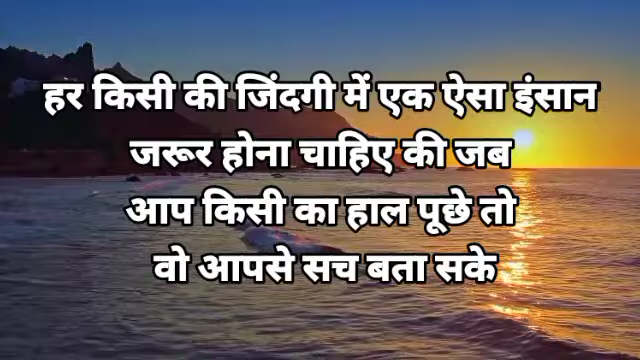 हर किसी की जिंदगी में एक ऐसा इंसान
जरूर होना चाहिए की जब
आप किसी का हाल पूछे तो
वो आपसे सच बता सके